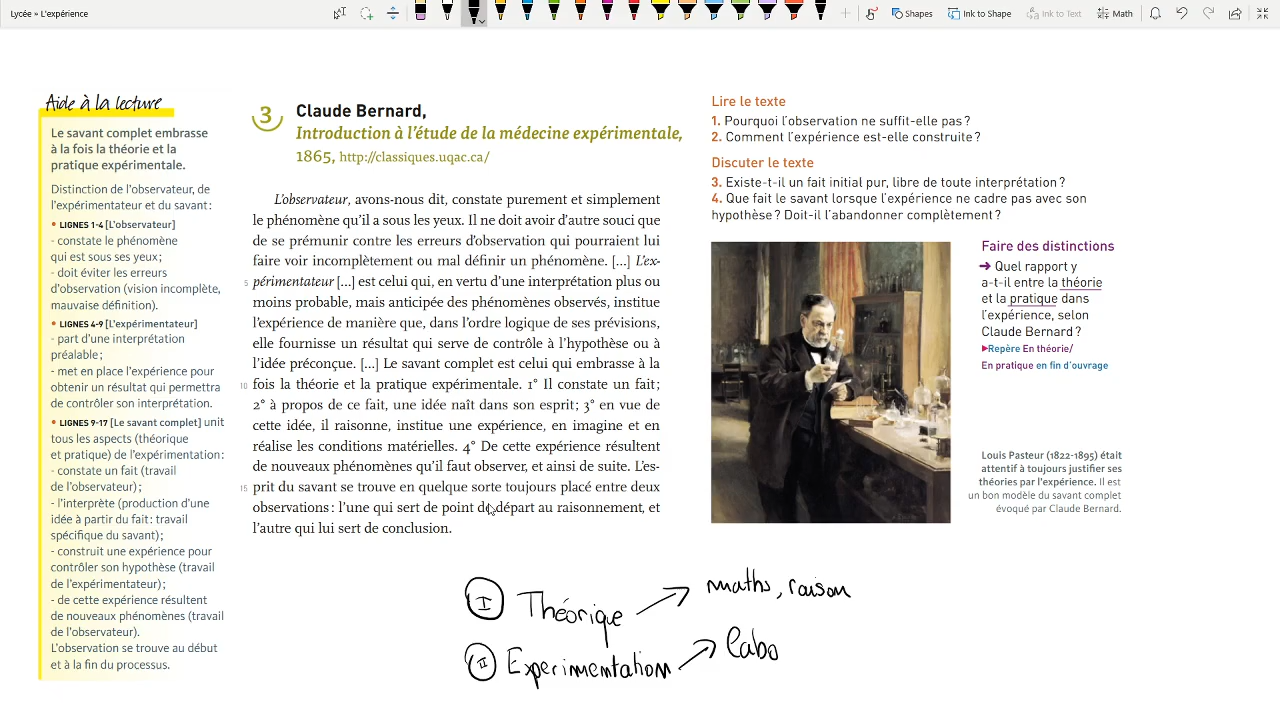 Lycée » L'expérience
Shapes
Ink to Shape
Ink to Text
Math
Aide à la lecture
Le savant complet embrasse
à la fois la théorie et la
pratique expérimentale.
Distinction de l'observateur, de
l'expérimentateur et du savant :
• LIGNES 1-4 [L'observateur]
- constate le phénomène
qui est sous ses yeux ;
- doit éviter les erreurs
d'observation (vision incomplète,
mauvaise définition).
• LIGNES 4-9 [L'expérimentateur]
- part d'une interprétation
préalable ;
- met en place l'expérience pour
obtenir un résultat qui permettra
de contrôler son interprétation.
• LIGNES 9-17 [Le savant complet] unit
tous les aspects (théorique
et pratique) de l'expérimentation :
- constate un fait (travail
de l'observateur) ;
- l'interprète (production d'une
idée à partir du fait : travail
spécifique du savant) ;
- construit une expérience pour
contrôler son hypothèse (travail
de l'expérimentateur) ;
- de cette expérience résultent
de nouveaux phénomènes (travail
de l'observateur).
L'observation se trouve au début
et à la fin du processus.
3
Claude Bernard,
Introduction à l'étude de la médecine expérimentale,
1865, http://classiques.uqac.ca/
L'observateur, avons-nous dit, constate purement et simplement
le phénomène qu'il a sous les yeux. Il ne doit avoir d'autre souci que
de se prémunir contre les erreurs d'observation qui pourraient lui
faire voir incomplètement ou mal définir un phénomène. [...] L'ex-
5 périmentateur [...] est celui qui, en vertu d'une interprétation plus ou
moins probable, mais anticipée des phénomènes observés, institue
l'expérience de manière que, dans l'ordre logique de ses prévisions,
elle fournisse un résultat qui serve de contrôle à l'hypothèse ou à
l'idée préconçue. [...] Le savant complet est celui qui embrasse à la
10 fois la théorie et la pratique expérimentale. 1° Il constate un fait ;
2° à propos de ce fait, une idée naît dans son esprit ; 3° en vue de
cette idée, il raisonne, institue une expérience, en imagine et en
réalise les conditions matérielles. 4° De cette expérience résultent
de nouveaux phénomènes qu'il faut observer, et ainsi de suite. L'es-
15 prit du savant se trouve en quelque sorte toujours placé entre deux
observations : l'une qui sert de point de départ au raisonnement, et
l'autre qui lui sert de conclusion.
Lire le texte
1. Pourquoi l'observation ne suffit-elle pas ?
2. Comment l'expérience est-elle construite ?
Discuter le texte
3. Existe-t-il un fait initial pur, libre de toute interprétation ?
4. Que fait le savant lorsque l'expérience ne cadre pas avec son
hypothèse ? Doit-il l'abandonner complètement ?
Faire des distinctions
➔ Quel rapport y
a-t-il entre la théorie
et la pratique dans
l'expérience, selon
Claude Bernard ?
▶Repère En théorie/
En pratique en fin d'ouvrage
Louis Pasteur (1822-1895) était
attentif à toujours justifier ses
théories par l'expérience. Il est
un bon modèle du savant complet
évoqué par Claude Bernard.
I Théorique → maths, raison
II Experimentation → labo